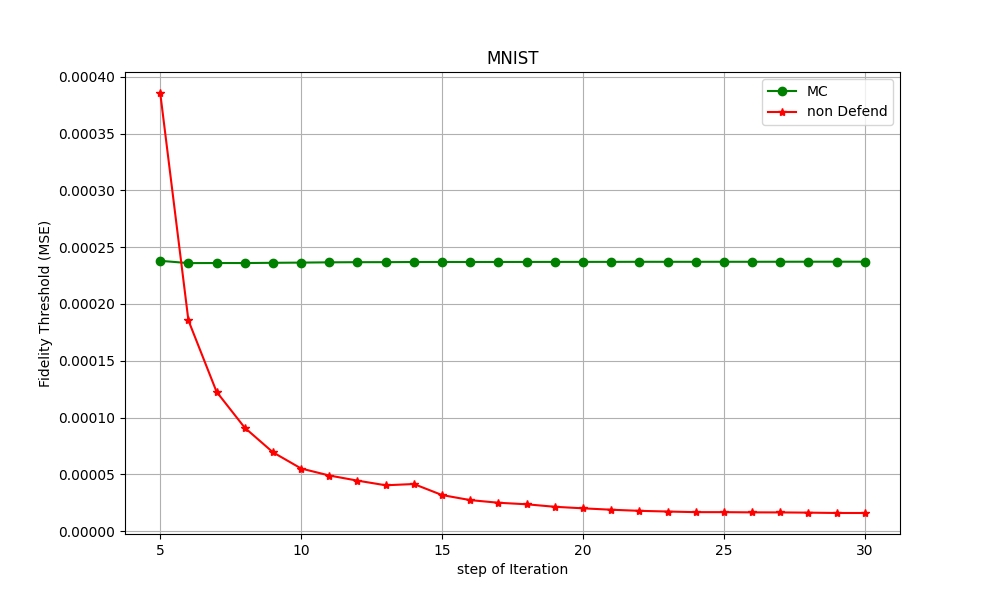 MNIST
MC
non Defend
Fidelity Threshold (MSE)
0.00040
0.00035
0.00030
0.00025
0.00020
0.00015
0.00010
0.00005
0.00000
5 10 15 20 25 30
step of Iteration